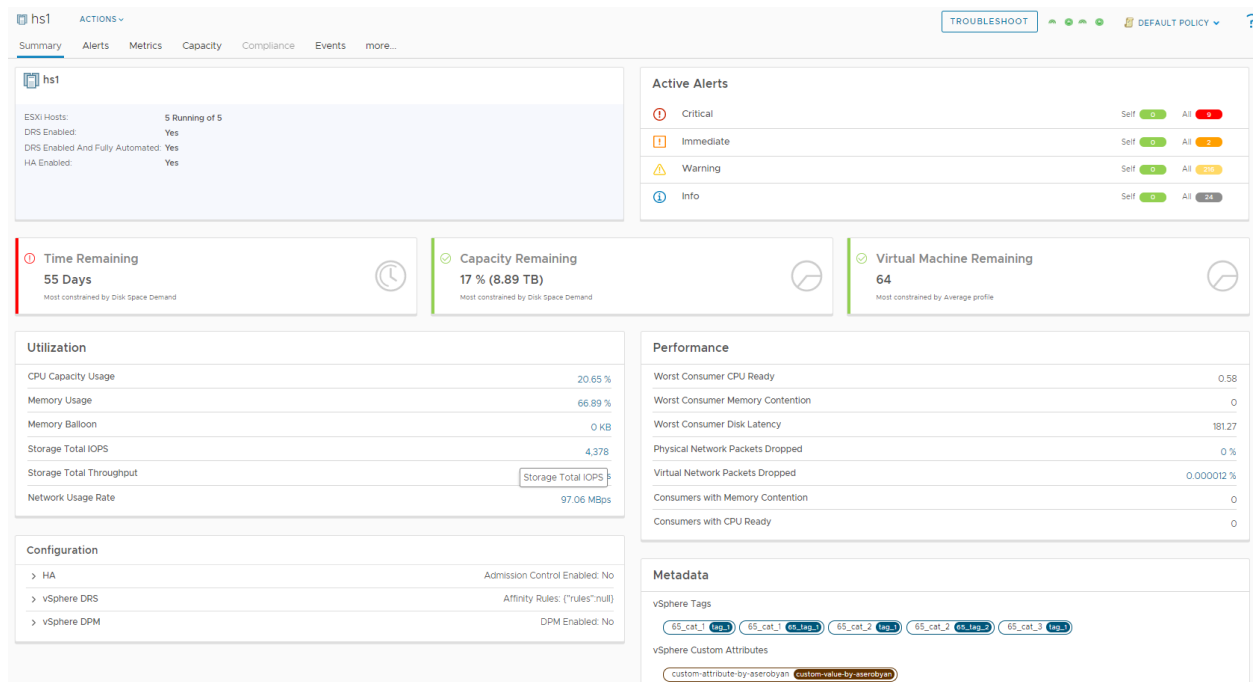 hs1 ACTIONS TROUBLESHOOT DEFAULT POLICY ?
Summary Alerts Metrics Capacity Compliance Events more...
hs1
ESXi Hosts: 5 Running of 5
DRS Enabled: Yes
DRS Enabled And Fully Automated: Yes
HA Enabled: Yes
Active Alerts
Critical Self 0 All 9
Immediate Self 0 All 2
Warning Self 0 All
Info Self 0 All 24
Time Remaining
55 Days
Most constrained by Disk Space Demand
Capacity Remaining
17 % (8.89 TB)
Most constrained by Disk Space Demand
Virtual Machine Remaining
64
Most constrained by Average profile
Utilization
CPU Capacity Usage 20.65 %
Memory Usage 66.89 %
Memory Balloon 0 KB
Storage Total IOPS 4,378
Storage Total Throughput
Storage Total IOPS
Network Usage Rate 97.06 MBps
Performance
Worst Consumer CPU Ready 0.58
Worst Consumer Memory Contention 0
Worst Consumer Disk Latency 181.27
Physical Network Packets Dropped 0 %
Virtual Network Packets Dropped 0.000012 %
Consumers with Memory Contention 0
Consumers with CPU Ready 0
Configuration
HA Admission Control Enabled: No
vSphere DRS Affinity Rules: {"rules":null}
vSphere DPM DPM Enabled: No
Metadata
vSphere Tags
65_cat_1 tag_1 65_cat_1 65_tag_1 65_cat_2 tag_1 65_cat_2 65_tag_2 65_cat_3 tag_1
vSphere Custom Attributes
custom-attribute-by-aserobyan custom-value-by-aserobyan